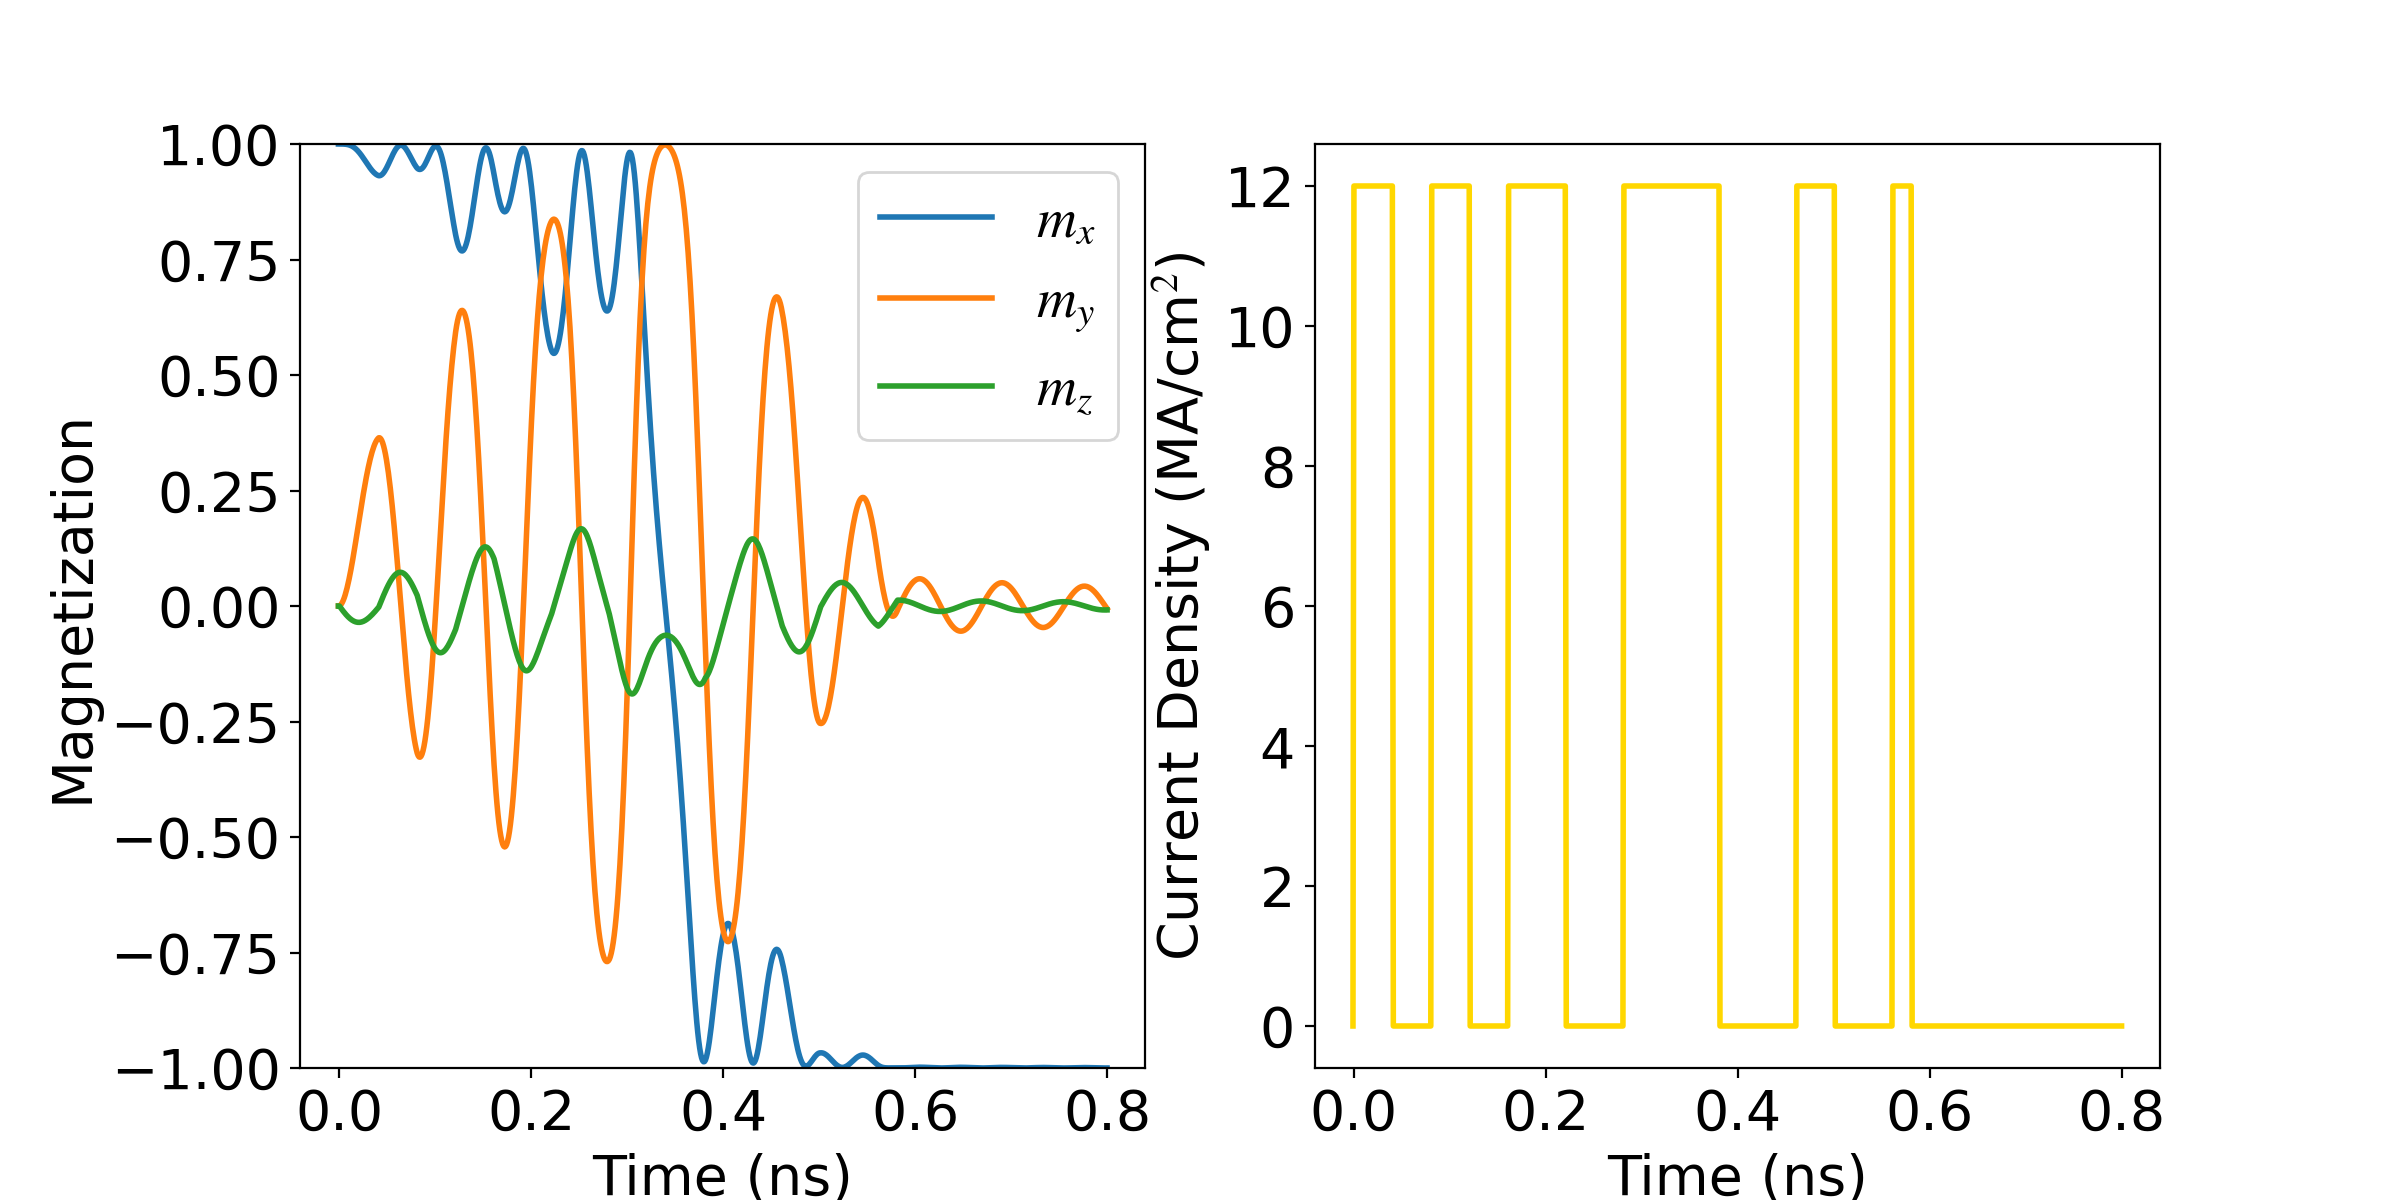 1.00
0.75
0.50
0.25
0.00
−0.25
−0.50
−0.75
−1.00
Magnetization
0.0 0.2 0.4 0.6 0.8
Time (ns)
m_x
m_y
m_z
Current Density (MA/cm²)
12
10
8
6
4
2
0
0.0 0.2 0.4 0.6 0.8
Time (ns)